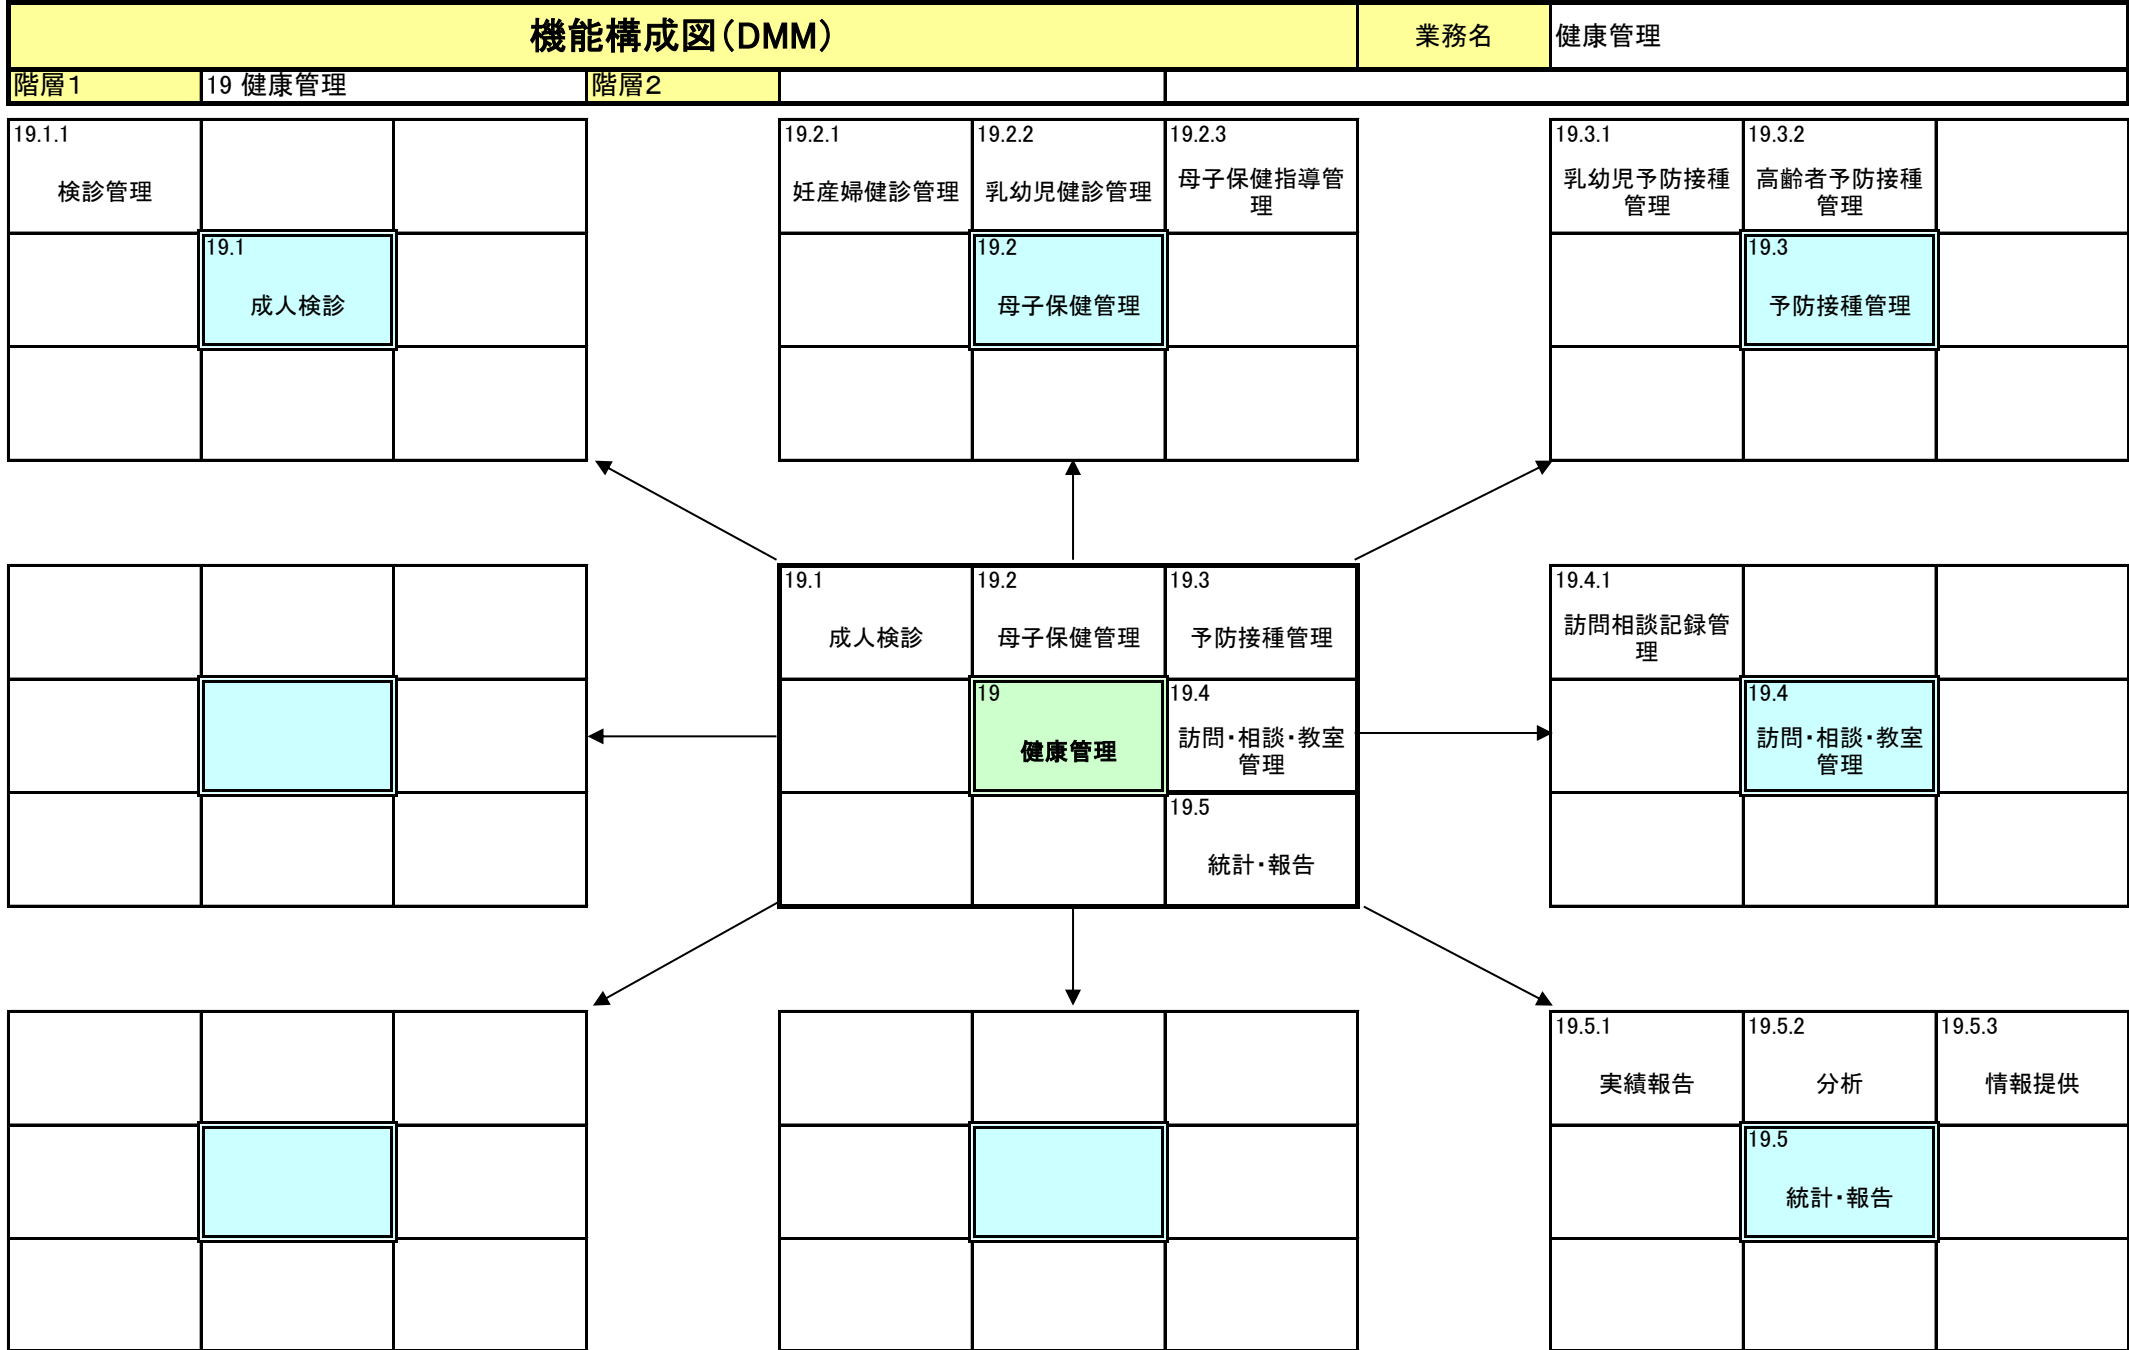 機能構成図(DMM)
業務名
健康管理
階層1
19 健康管理
階層2
19.1.1
検診管理
19.1
成人検診
19.2.1
妊産婦健診管理
19.2.2
乳幼児健診管理
19.2.3
母子保健指導管
理
19.2
母子保健管理
19.3.1
乳幼児予防接種
管理
19.3.2
高齢者予防接種
管理
19.3
予防接種管理
19.1
成人検診
19.2
母子保健管理
19.3
予防接種管理
19
健康管理
19.4
訪問・相談・教室
管理
19.5
統計・報告
19.4.1
訪問相談記録管
理
19.4
訪問・相談・教室
管理
19.5.1
実績報告
19.5.2
分析
19.5.3
情報提供
19.5
統計・報告